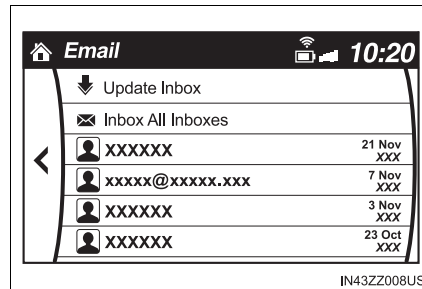 Email 10:20
Update Inbox
Inbox All Inboxes
XXXXXX 21 Nov
XXX
xxxxx@xxxxx.xxx 7 Nov
XXX
XXXXXX 3 Nov
XXX
XXXXXX 23 Oct
XXX
IN43ZZ008US